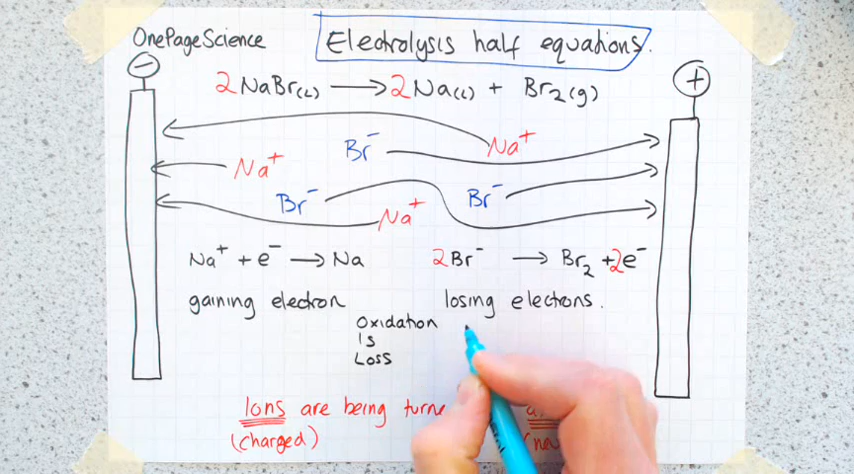 OnePageScience
Electrolysis half equations.
− +
2NaBr(L) → 2Na(L) + Br₂(g)
Br⁻ Na⁺
Na⁺
Br⁻ Br⁻
Na⁺
Na⁺ + e⁻ → Na 2Br⁻ → Br₂ + 2e⁻
gaining electron losing electrons.
Oxidation
Is
Loss
Ions are being
(charged)